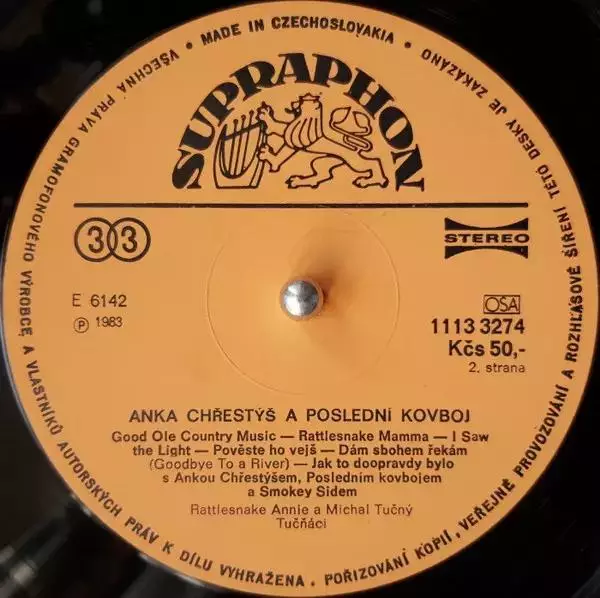 VŠECHNA PRÁVA GRAMOFONOVÉHO VÝROBCE A VLASTNÍKŮ AUTORSKÝCH PRÁV K DÍLU VYHRAŽENA . POŘIZOVÁNÍ KOPIÍ, VEŘEJNÉ PROVOZOVÁNÍ A ROZHLASOVÉ ŠÍŘENÍ TÉTO DESKY JE ZAKÁZÁNO
• MADE IN CZECHOSLOVAKIA •
SUPRAPHON
33
STEREO
E 6142
Ⓟ 1983
OSA
1113 3274
Kčs 50,-
2. strana
ANKA CHŘESTÝŠ A POSLEDNÍ KOVBOJ
Good Ole Country Music — Rattlesnake Mamma — I Saw
the Light — Pověste ho vejš — Dám sbohem řekám
(Goodbye To a River) — Jak to doopravdy bylo
s Ankou Chřestýšem, Posledním kovbojem
a Smokey Sidem
Rattlesnake Annie a Michal Tučný
Tučňáci